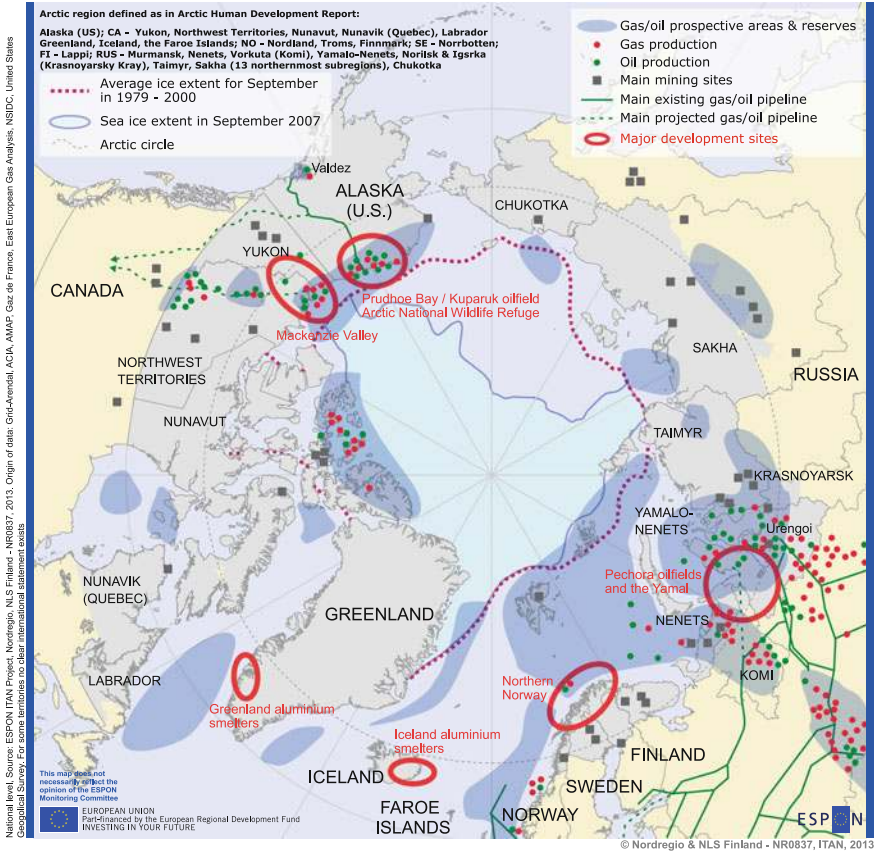 Arctic region defined as in Arctic Human Development Report:
Alaska (US); CA - Yukon, Northwest Territories, Nunavut, Nunavik (Quebec), Labrador
Greenland, Iceland, the Faroe Islands; NO - Nordland, Troms, Finnmark; SE - Norrbotten;
FI - Lappi; RUS - Murmansk, Nenets, Vorkuta (Komi), Yamalo-Nenets, Norilsk & Igsrka
(Krasnoyarsky Kray), Taimyr, Sakha (13 northernmost subregions), Chukotka
Average ice extent for September
in 1979 - 2000
Sea ice extent in September 2007
Arctic circle
Gas/oil prospective areas & reserves
Gas production
Oil production
Main mining sites
Main existing gas/oil pipeline
Main projected gas/oil pipeline
Major development sites
Valdez
ALASKA
(U.S.)
CHUKOTKA
YUKON
CANADA
Prudhoe Bay / Kuparuk oilfield
Arctic National Wildlife Refuge
Mackenzie Valley
NORTHWEST
TERRITORIES
SAKHA
RUSSIA
NUNAVUT
TAIMYR
KRASNOYARSK
YAMALO-
NENETS
Urengoi
NUNAVIK
(QUEBEC)
GREENLAND
Pechora oilfields
and the Yamal
NENETS
LABRADOR
KOMI
Northern
Norway
Greenland aluminium
smelters
Iceland aluminium
smelters
ICELAND
FINLAND
SWEDEN
FAROE
ISLANDS
NORWAY
This map does not
necessarily reflect the
opinion of the ESPON
Monitoring Committee
EUROPEAN UNION
Part-financed by the European Regional Development Fund
INVESTING IN YOUR FUTURE
ESPON
National level, Source: ESPON ITAN Project, Nordregio, NLS Finland - NR0837, 2013, Origin of data: Grid-Arendal, ACIA, AMAP, Gaz de France, East European Gas Analysis, NSIDC, United States
Geogolical Survey. For some territories no clear international statement exists
© Nordregio & NLS Finland - NR0837, ITAN, 2013